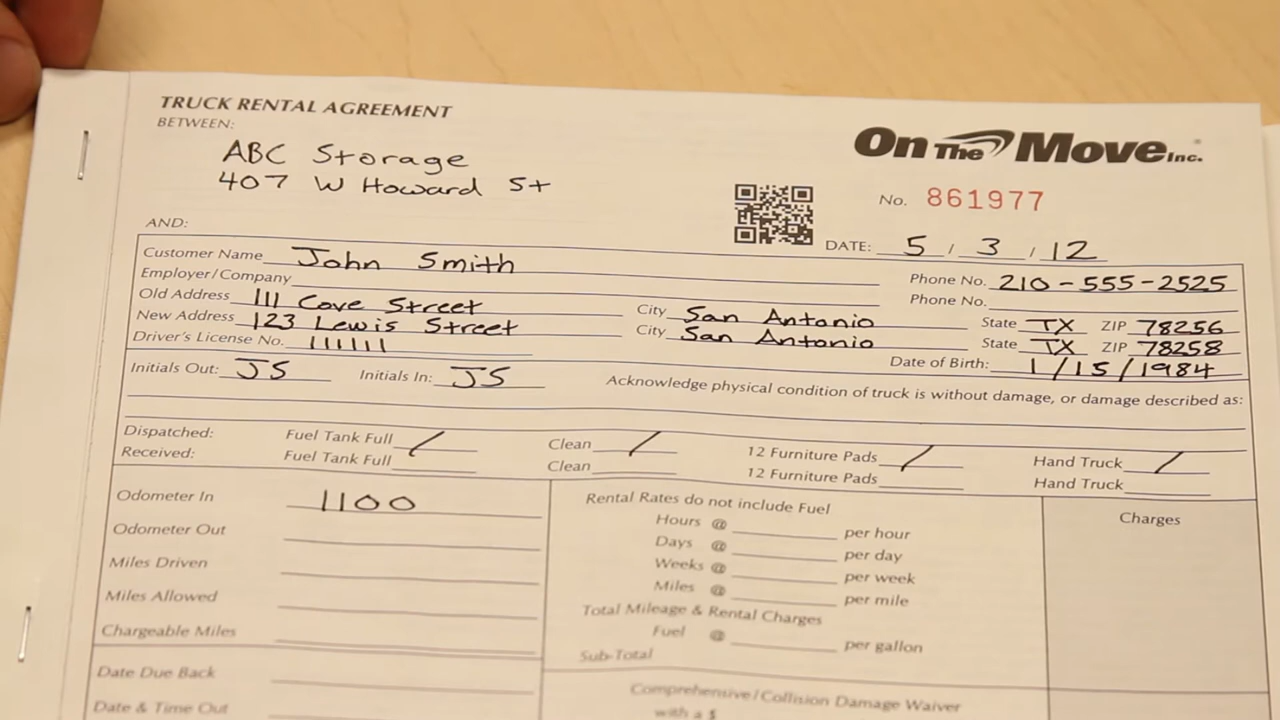 TRUCK RENTAL AGREEMENT
BETWEEN:
ABC Storage
407 W Howard St
On The Move Inc.
No. 861977
DATE: 5 / 3 / 12
AND:
Customer Name John Smith
Employer/Company
Phone No. 210-555-2525
Old Address 111 Cove Street City San Antonio
Phone No.
State TX ZIP 78256
New Address 123 Lewis Street City San Antonio State TX ZIP 78258
Driver's License No. 111111 Date of Birth: 1/15/1984
Initials Out: JS Initials In: JS Acknowledge physical condition of truck is without damage, or damage described as:
Dispatched: Fuel Tank Full / Clean / 12 Furniture Pads / Hand Truck /
Received: Fuel Tank Full Clean 12 Furniture Pads Hand Truck
Odometer In 1100
Odometer Out
Miles Driven
Miles Allowed
Chargeable Miles
Date Due Back
Date & Time Out
Rental Rates do not include Fuel
Hours @ per hour
Days @ per day
Weeks @ per week
Miles @ per mile
Total Mileage & Rental Charges
Fuel @ per gallon
Sub-Total
Comprehensive/Collision Damage Waiver
with a $
Charges